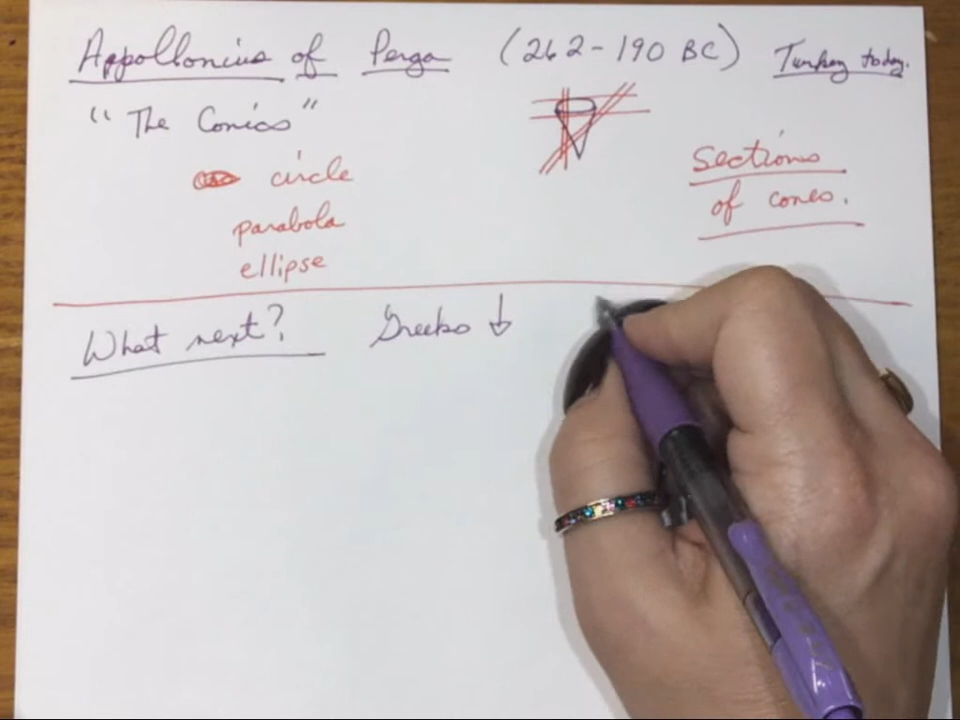 Appollonius of Perga (262-190 BC) Turkey today.
"The Conics"
circle
parabola
ellipse
sections
of cones.
What next? Greeks ↓